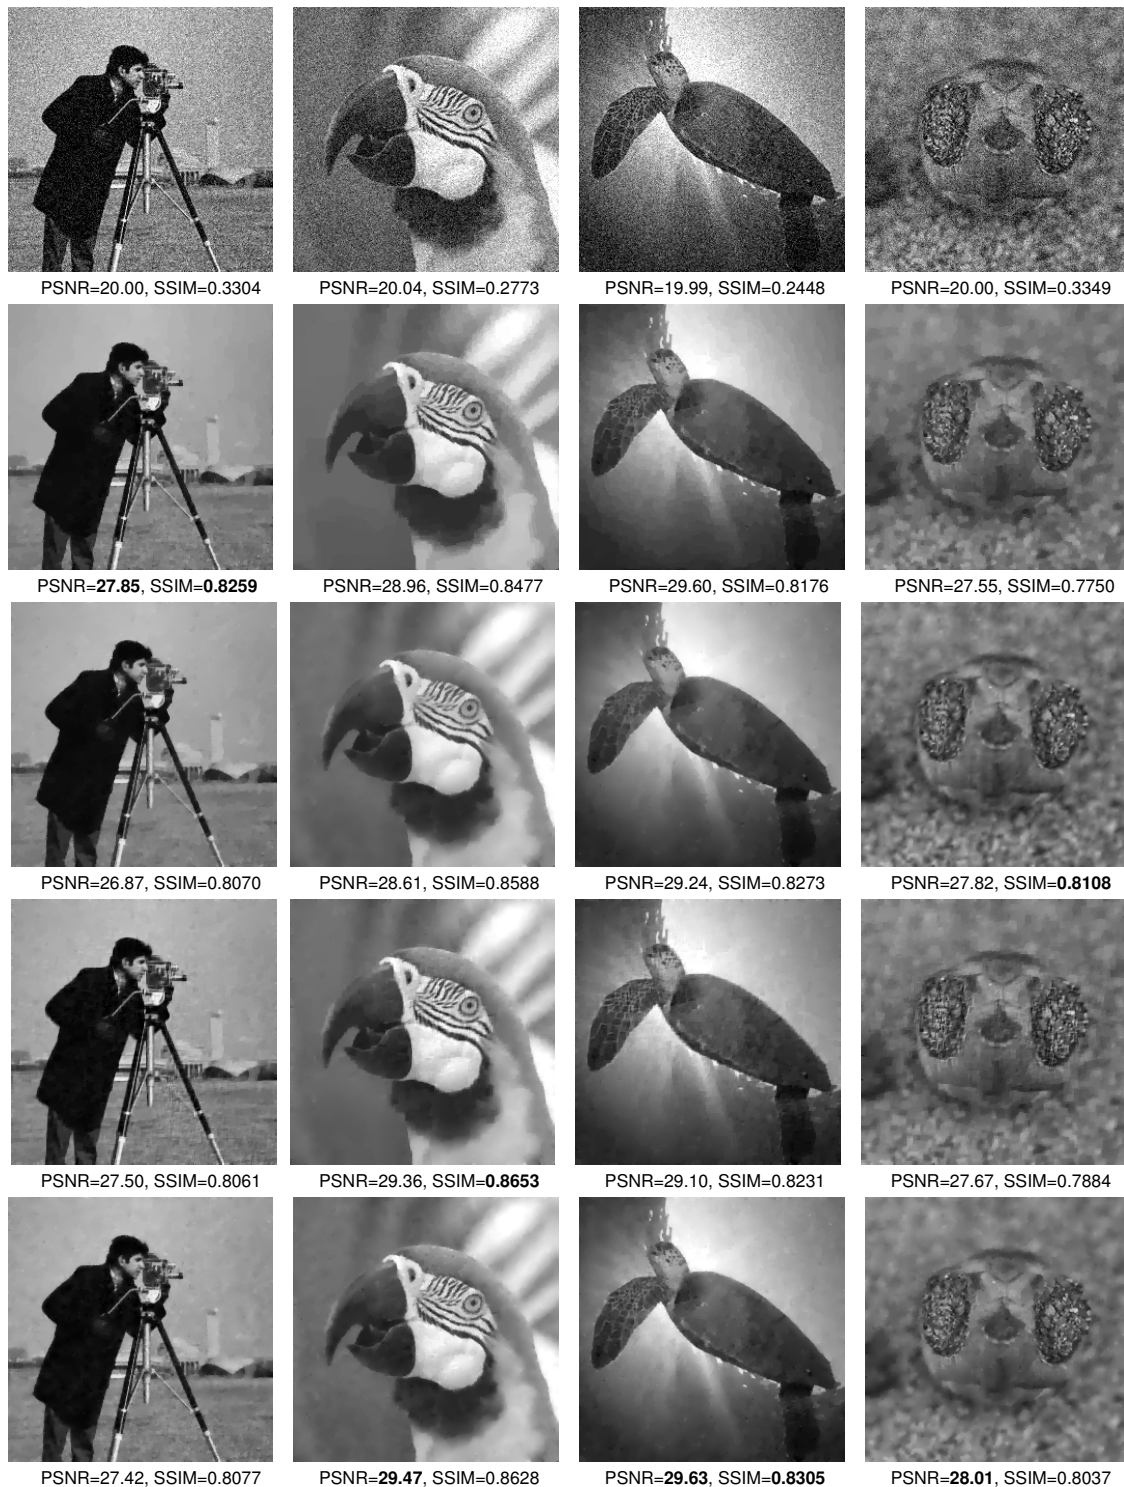 PSNR=20.00, SSIM=0.3304
PSNR=20.04, SSIM=0.2773
PSNR=19.99, SSIM=0.2448
PSNR=20.00, SSIM=0.3349
PSNR=27.85, SSIM=0.8259
PSNR=28.96, SSIM=0.8477
PSNR=29.60, SSIM=0.8176
PSNR=27.55, SSIM=0.7750
PSNR=26.87, SSIM=0.8070
PSNR=28.61, SSIM=0.8588
PSNR=29.24, SSIM=0.8273
PSNR=27.82, SSIM=0.8108
PSNR=27.50, SSIM=0.8061
PSNR=29.36, SSIM=0.8653
PSNR=29.10, SSIM=0.8231
PSNR=27.67, SSIM=0.7884
PSNR=27.42, SSIM=0.8077
PSNR=29.47, SSIM=0.8628
PSNR=29.63, SSIM=0.8305
PSNR=28.01, SSIM=0.8037